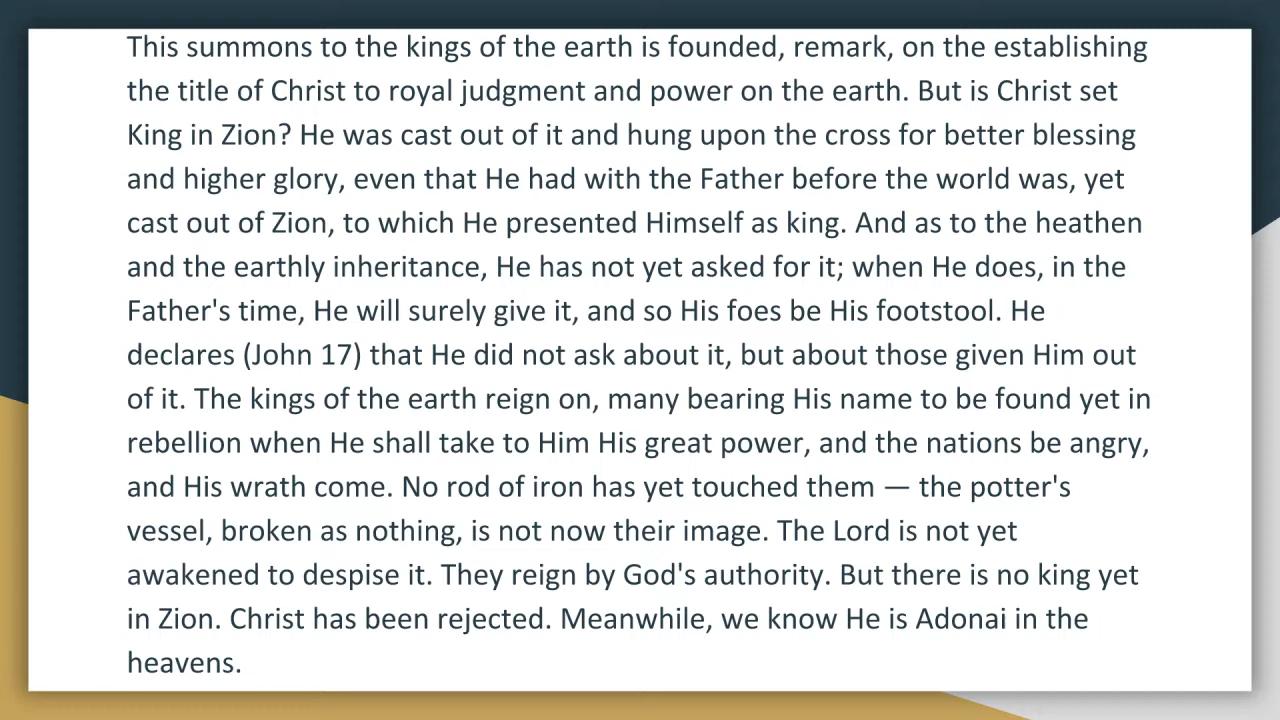 This summons to the kings of the earth is founded, remark, on the establishing
the title of Christ to royal judgment and power on the earth. But is Christ set
King in Zion? He was cast out of it and hung upon the cross for better blessing
and higher glory, even that He had with the Father before the world was, yet
cast out of Zion, to which He presented Himself as king. And as to the heathen
and the earthly inheritance, He has not yet asked for it; when He does, in the
Father's time, He will surely give it, and so His foes be His footstool. He
declares (John 17) that He did not ask about it, but about those given Him out
of it. The kings of the earth reign on, many bearing His name to be found yet in
rebellion when He shall take to Him His great power, and the nations be angry,
and His wrath come. No rod of iron has yet touched them — the potter's
vessel, broken as nothing, is not now their image. The Lord is not yet
awakened to despise it. They reign by God's authority. But there is no king yet
in Zion. Christ has been rejected. Meanwhile, we know He is Adonai in the
heavens.